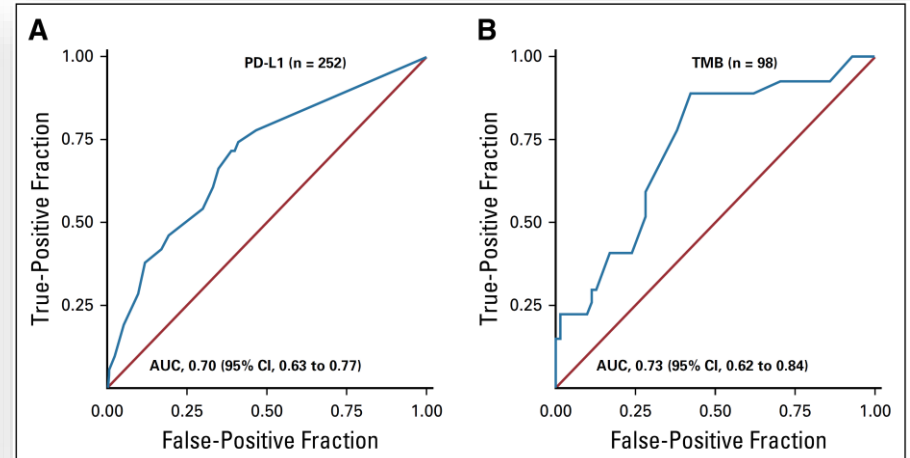 A
PD-L1 (n = 252)
True-Positive Fraction
1.00
0.75
0.50
0.25
AUC, 0.70 (95% CI, 0.63 to 0.77)
0.00 0.25 0.50 0.75 1.00
False-Positive Fraction
B
TMB (n = 98)
True-Positive Fraction
1.00
0.75
0.50
0.25
AUC, 0.73 (95% CI, 0.62 to 0.84)
0.00 0.25 0.50 0.75 1.00
False-Positive Fraction